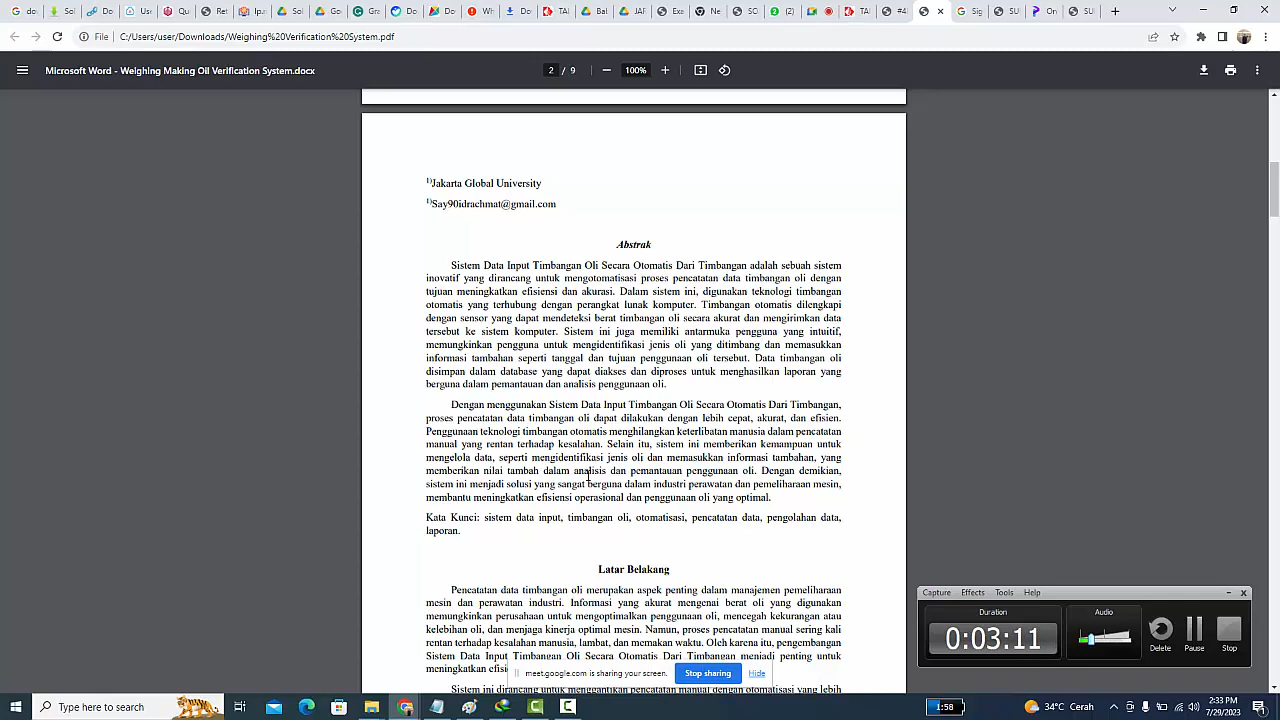 File C:/Users/user/Downloads/Weighing%20Verification%20System.pdf
Microsoft Word - Weighing Making Oil Verification System.docx
2 / 9
100%
1)Jakarta Global University
1)Say90idrachmat@gmail.com
Abstrak
Sistem Data Input Timbangan Oli Secara Otomatis Dari Timbangan adalah sebuah sistem
inovatif yang dirancang untuk mengotomatisasi proses pencatatan data timbangan oli dengan
tujuan meningkatkan efisiensi dan akurasi. Dalam sistem ini, digunakan teknologi timbangan
otomatis yang terhubung dengan perangkat lunak komputer. Timbangan otomatis dilengkapi
dengan sensor yang dapat mendeteksi berat timbangan oli secara akurat dan mengirimkan data
tersebut ke sistem komputer. Sistem ini juga memiliki antarmuka pengguna yang intuitif,
memungkinkan pengguna untuk mengidentifikasi jenis oli yang ditimbang dan memasukkan
informasi tambahan seperti tanggal dan tujuan penggunaan oli tersebut. Data timbangan oli
disimpan dalam database yang dapat diakses dan diproses untuk menghasilkan laporan yang
berguna dalam pemantauan dan analisis penggunaan oli.
Dengan menggunakan Sistem Data Input Timbangan Oli Secara Otomatis Dari Timbangan,
proses pencatatan data timbangan oli dapat dilakukan dengan lebih cepat, akurat, dan efisien.
Penggunaan teknologi timbangan otomatis menghilangkan keterlibatan manusia dalam pencatatan
manual yang rentan terhadap kesalahan. Selain itu, sistem ini memberikan kemampuan untuk
mengelola data, seperti mengidentifikasi jenis oli dan memasukkan informasi tambahan, yang
memberikan nilai tambah dalam analisis dan pemantauan penggunaan oli. Dengan demikian,
sistem ini menjadi solusi yang sangat berguna dalam industri perawatan dan pemeliharaan mesin,
membantu meningkatkan efisiensi operasional dan penggunaan oli yang optimal.
Kata Kunci: sistem data input, timbangan oli, otomatisasi, pencatatan data, pengolahan data,
laporan.
Latar Belakang
Pencatatan data timbangan oli merupakan aspek penting dalam manajemen pemeliharaan
mesin dan perawatan industri. Informasi yang akurat mengenai berat oli yang digunakan
memungkinkan perusahaan untuk mengoptimalkan penggunaan oli, mencegah kekurangan atau
kelebihan oli, dan menjaga kinerja optimal mesin. Namun, proses pencatatan manual sering kali
rentan terhadap kesalahan manusia, lambat, dan memakan waktu. Oleh karena itu, pengembangan
Sistem Data Input Timbangan Oli Secara Otomatis Dari Timbangan menjadi penting untuk
meningkatkan efisi
Sistem ini dirancang untuk menggantikan pencatatan manual dengan otomatisasi yang lebih
meet.google.com is sharing your screen.
Stop sharing
Hide
Capture Effects Tools Help
Duration
0:03:11
Audio
Delete Pause Stop
Type here to search
1:58
34°C Cerah
2:33 PM
7/29/2023